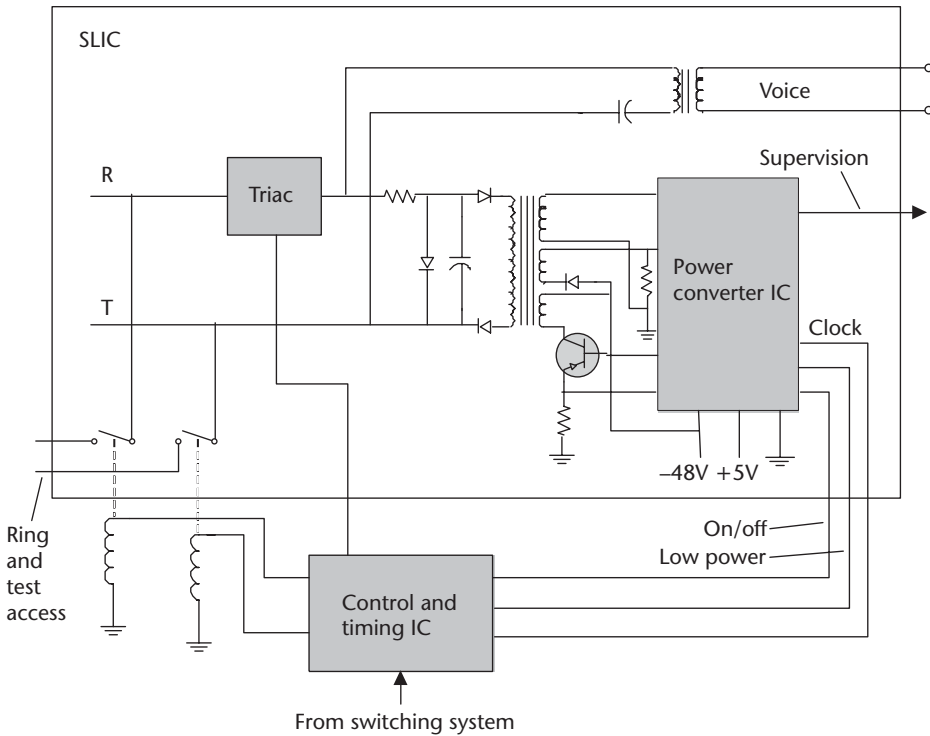 SLIC
Voice
Supervision
R
Triac
Power
converter IC
T
Clock
–48V +5V
Ring
and
test
access
On/off
Low power
Control and
timing IC
From switching system